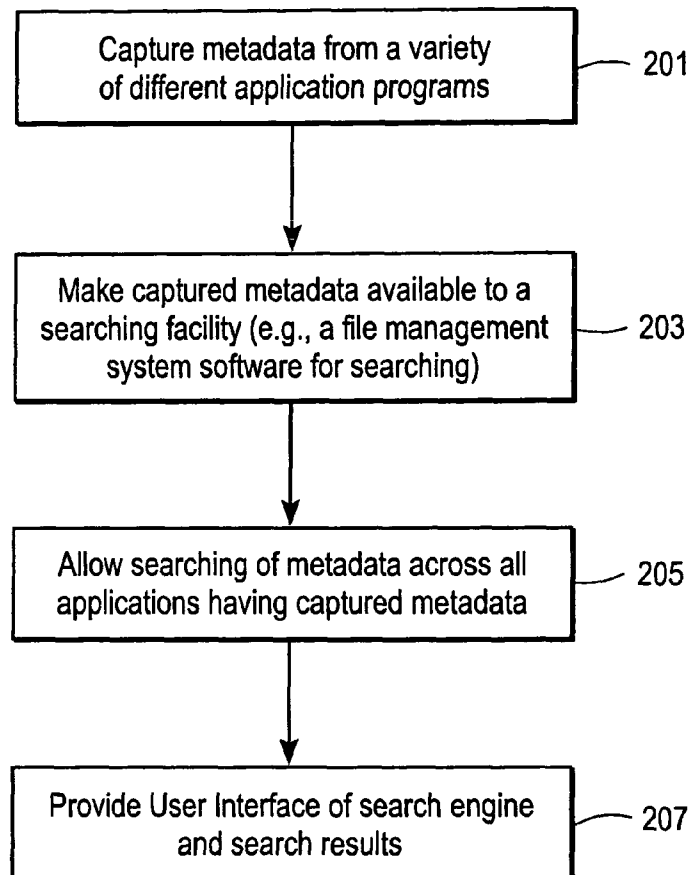 Capture metadata from a variety
of different application programs
201
Make captured metadata available to a
searching facility (e.g., a file management
system software for searching)
203
Allow searching of metadata across all
applications having captured metadata
205
Provide User Interface of search engine
and search results
207